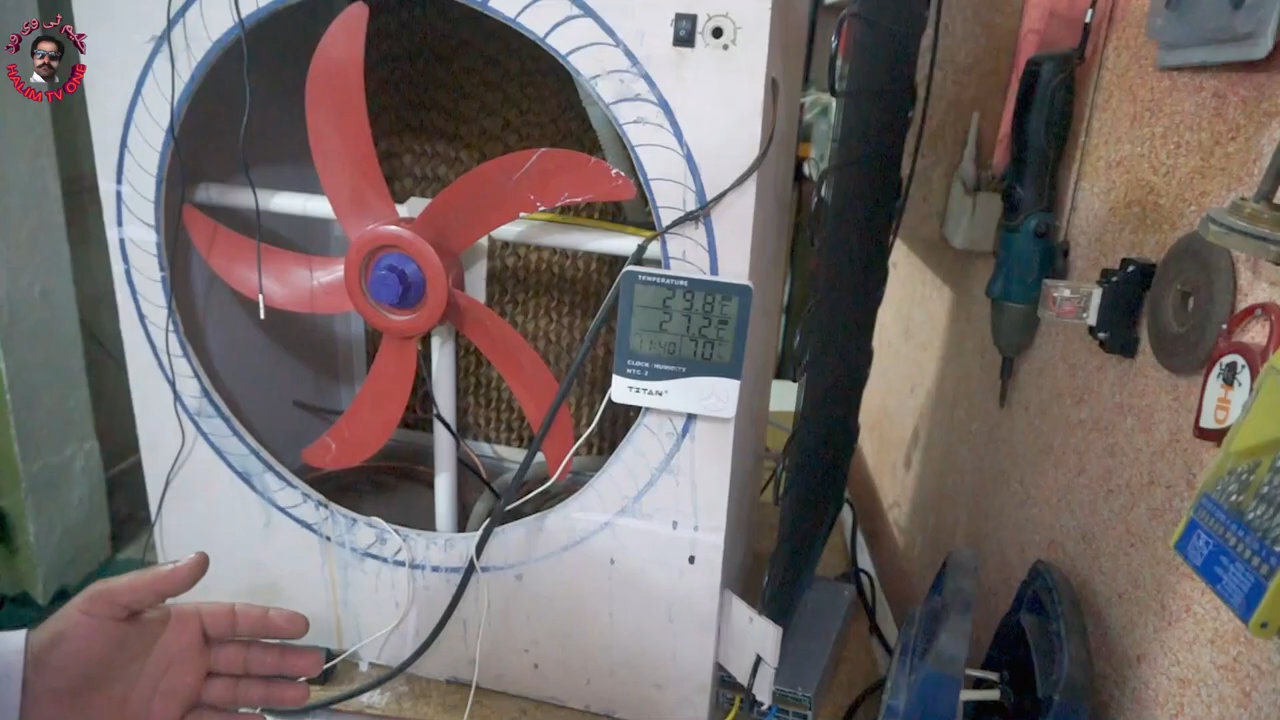 حلیم ٹی وی ون
HALIM TV ONE
TEMPERATURE
29.8°C
27.2°C
11:40 70%
CLOCK/HUMIDITY
HTC-2
TZTAN
HD